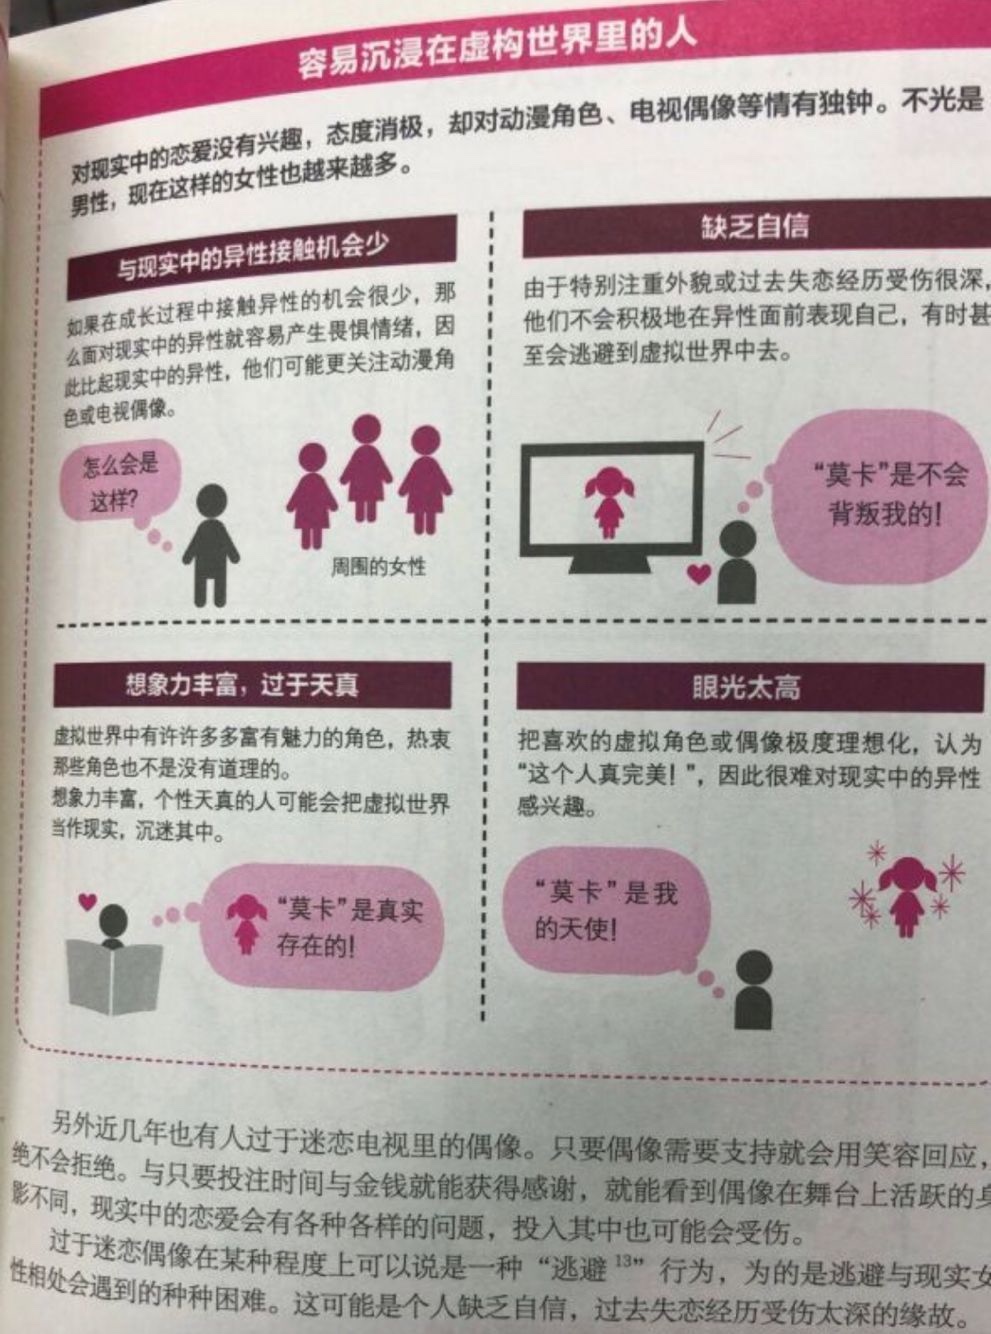 容易沉浸在虚构世界里的人
对现实中的恋爱没有兴趣，态度消极，却对动漫角色、电视偶像等情有独钟。不光是
男性，现在这样的女性也越来越多。
与现实中的异性接触机会少
如果在成长过程中接触异性的机会很少，那
么面对现实中的异性就容易产生畏惧情绪，因
此比起现实中的异性，他们可能更关注动漫角
色或电视偶像。
怎么会是
这样?
周围的女性
缺乏自信
由于特别注重外貌或过去失恋经历受伤很深，
他们不会积极地在异性面前表现自己，有时甚
至会逃避到虚拟世界中去。
“莫卡”是不会
背叛我的!
想象力丰富，过于天真
虚拟世界中有许许多多富有魅力的角色，热衷
那些角色也不是没有道理的。
想象力丰富，个性天真的人可能会把虚拟世界
当作现实，沉迷其中。
“莫卡”是真实
存在的!
眼光太高
把喜欢的虚拟角色或偶像极度理想化，认为
“这个人真完美！”，因此很难对现实中的异性
感兴趣。
“莫卡”是我
的天使!
另外近几年也有人过于迷恋电视里的偶像。只要偶像需要支持就会用笑容回应，
绝不会拒绝。与只要投注时间与金钱就能获得感谢，就能看到偶像在舞台上活跃的身
影不同，现实中的恋爱会有各种各样的问题，投入其中也可能会受伤。
过于迷恋偶像在某种程度上可以说是一种“逃避13”行为，为的是逃避与现实女
性相处会遇到的种种困难。这可能是个人缺乏自信，过去失恋经历受伤太深的缘故。